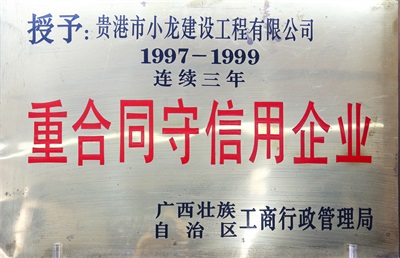 授予：贵港市小龙建设工程有限公司
1997－1999
连续三年
重合同守信用企业
广西壮族
自治区 工商行政管理局